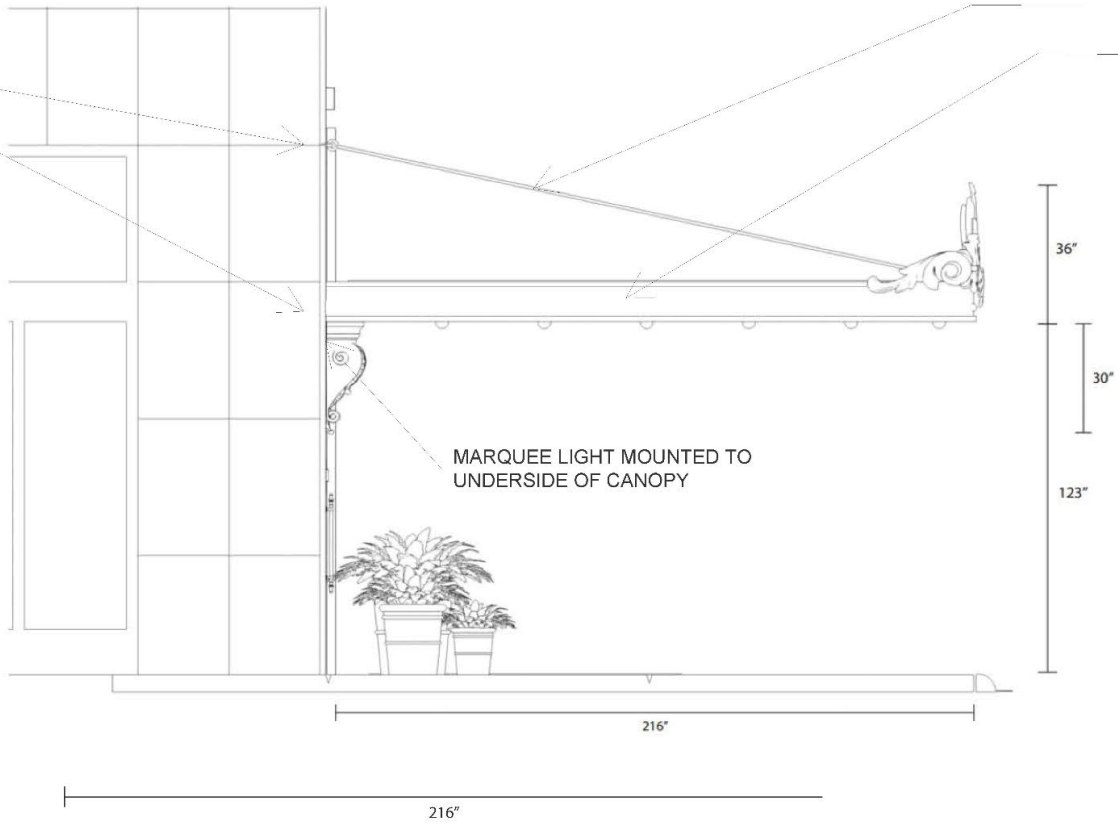 36"
30"
MARQUEE LIGHT MOUNTED TO
UNDERSIDE OF CANOPY
123"
216"
216"